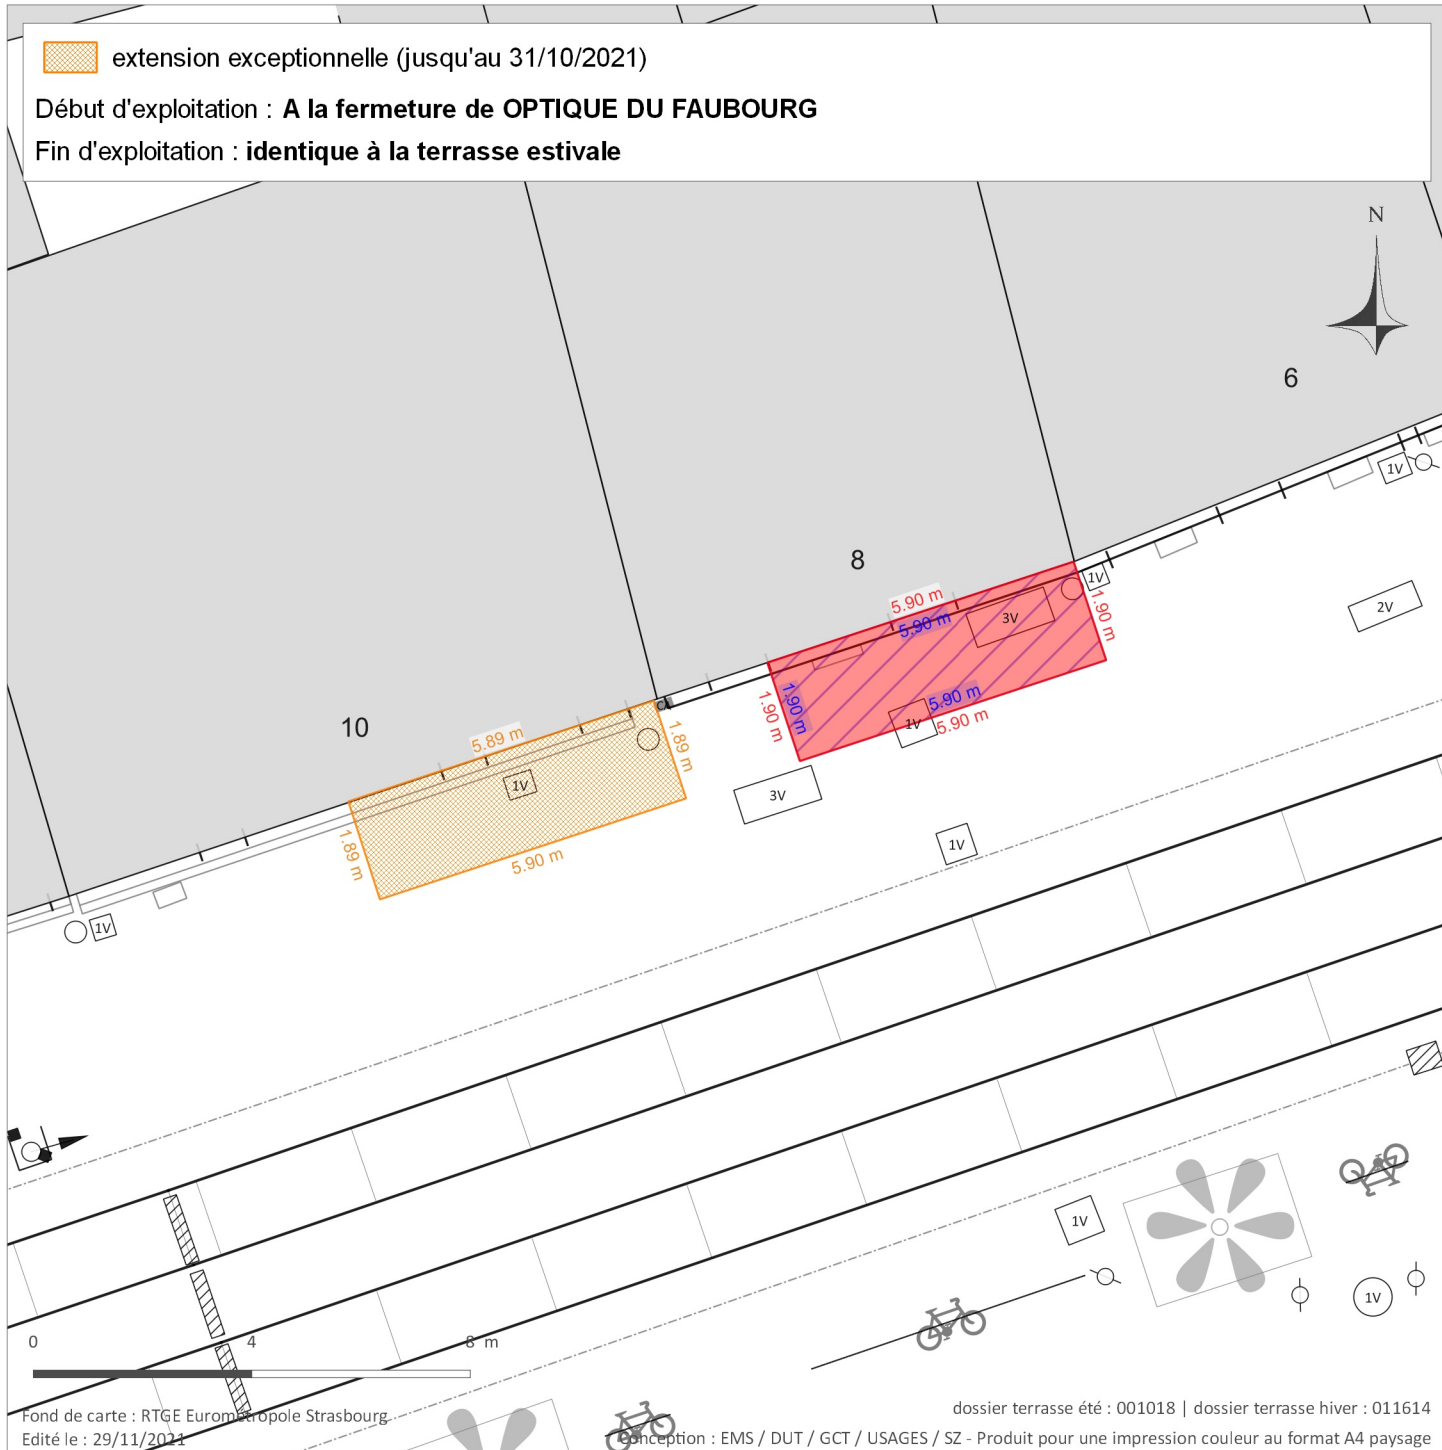 extension exceptionnelle (jusqu'au 31/10/2021)
Début d'exploitation : A la fermeture de OPTIQUE DU FAUBOURG
Fin d'exploitation : identique à la terrasse estivale
N
6
1V
8
1V
5.90 m
5.90 m
3V
1.90 m
2V
1.90 m
1.90 m
5.90 m
5.90 m
1V
10
5.89 m
1.89 m
1V
3V
1V
1.89 m
5.90 m
1V
1V
1V
0 4 8 m
Fond de carte : RTGE Eurométropole Strasbourg
Edité le : 29/11/2021
dossier terrasse été : 001018 | dossier terrasse hiver : 011614
Conception : EMS / DUT / GCT / USAGES / SZ - Produit pour une impression couleur au format A4 paysage